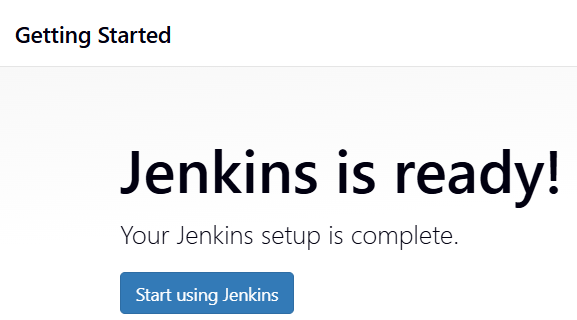 Getting Started
Jenkins is ready!
Your Jenkins setup is complete.
Start using Jenkins